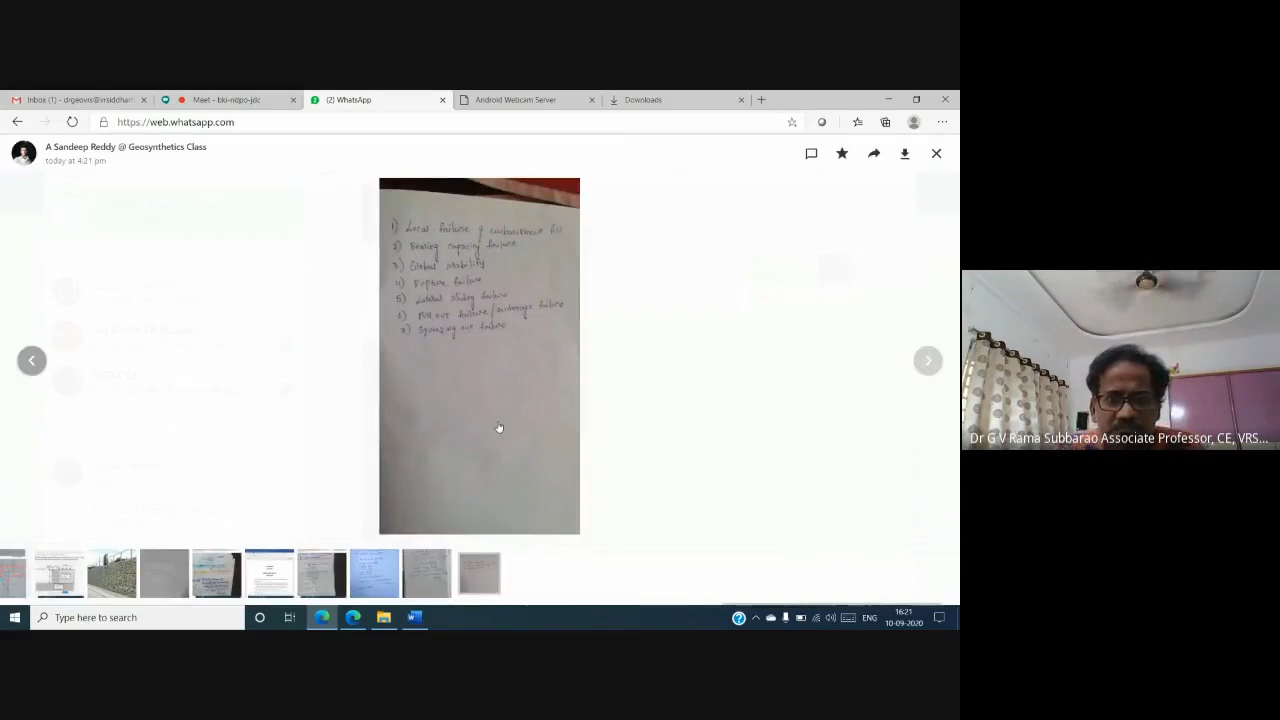 Inbox (1) - drgeovrs@vrsiddhart
Meet - bki-ndpo-jdc
(2) WhatsApp
Android Webcam Server
Downloads
https://web.whatsapp.com
A Sandeep Reddy @ Geosynthetics Class
today at 4:21 pm
1) Local failure of embankment fill
2) Bearing capacity failure
3) Global stability
4) Rupture failure
5) Lateral sliding failure
6) Pull out failure / failure
7) Squeezing out failure
Dr G V Rama Subbarao Associate Professor, CE, VRS...
Type here to search
ENG
16:21
10-09-2020